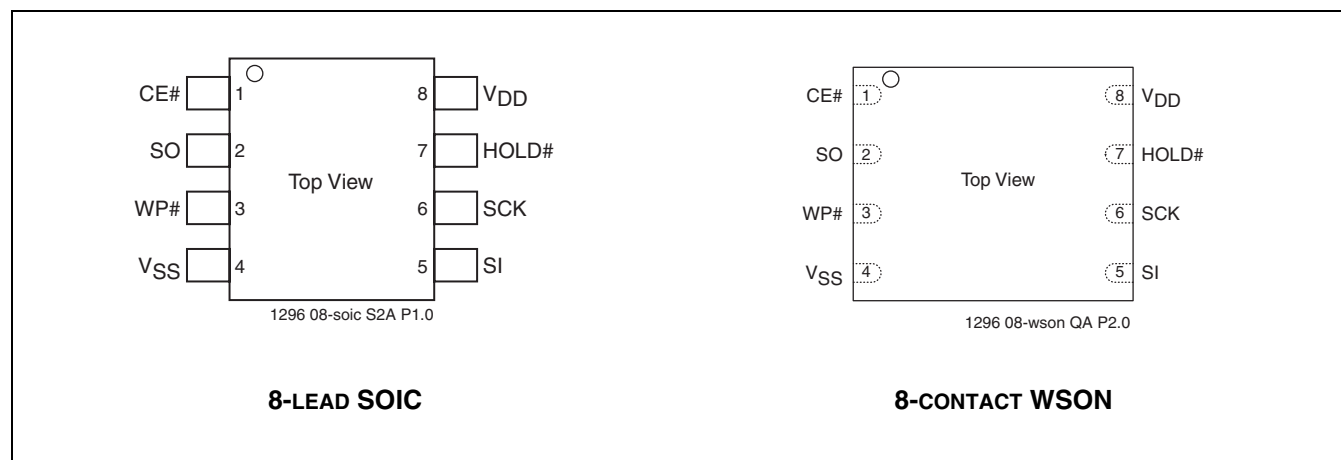 CE# 1 8 VDD
SO 2 7 HOLD#
Top View
WP# 3 6 SCK
VSS 4 5 SI
1296 08-soic S2A P1.0
8-LEAD SOIC
CE# 1 8 VDD
SO 2 7 HOLD#
Top View
WP# 3 6 SCK
VSS 4 5 SI
1296 08-wson QA P2.0
8-CONTACT WSON